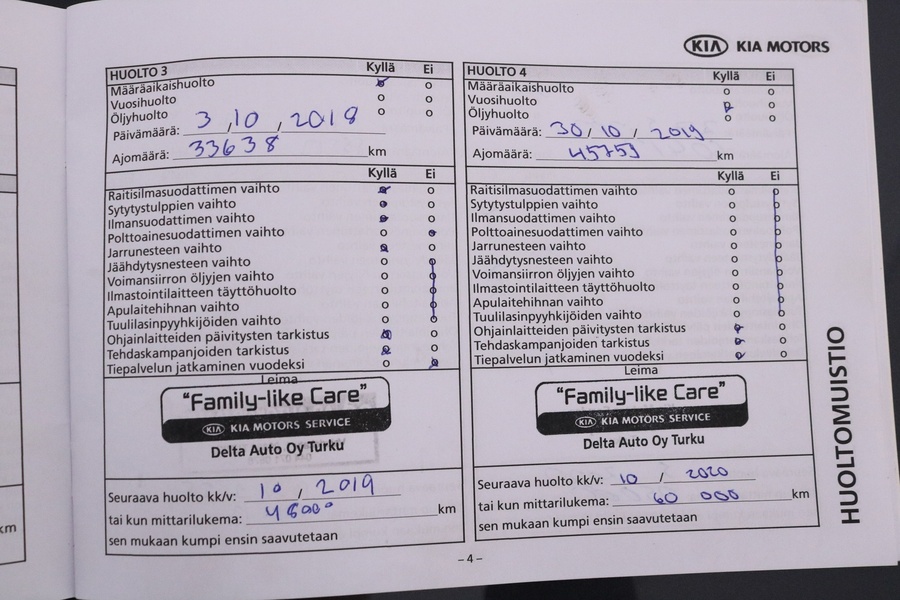 KIA KIA MOTORS
HUOLTO 3 Kyllä Ei
Määräaikaishuolto
Vuosihuolto
Öljyhuolto
Päivämäärä: 3 , 10 , 2018
Ajomäärä: 33638 km
Kyllä Ei
Raitisilmasuodattimen vaihto
Sytytystulppien vaihto
Ilmansuodattimen vaihto
Polttoainesuodattimen vaihto
Jarrunesteen vaihto
Jäähdytysnesteen vaihto
Voimansiirron öljyjen vaihto
Ilmastointilaitteen täyttöhuolto
Apulaitehihnan vaihto
Tuulilasinpyyhkijöiden vaihto
Ohjainlaitteiden päivitysten tarkistus
Tehdaskampanjoiden tarkistus
Tiepalvelun jatkaminen vuodeksi
Leima
"Family-like Care"
KIA KIA MOTORS SERVICE
Delta Auto Oy Turku
Seuraava huolto kk/v: 10 / 2019
tai kun mittarilukema: 48000 km
sen mukaan kumpi ensin saavutetaan
HUOLTO 4 Kyllä Ei
Määräaikaishuolto
Vuosihuolto
Öljyhuolto
Päivämäärä: 30 / 10 / 2019
Ajomäärä: 45759 km
Kyllä Ei
Raitisilmasuodattimen vaihto
Sytytystulppien vaihto
Ilmansuodattimen vaihto
Polttoainesuodattimen vaihto
Jarrunesteen vaihto
Jäähdytysnesteen vaihto
Voimansiirron öljyjen vaihto
Ilmastointilaitteen täyttöhuolto
Apulaitehihnan vaihto
Tuulilasinpyyhkijöiden vaihto
Ohjainlaitteiden päivitysten tarkistus
Tehdaskampanjoiden tarkistus
Tiepalvelun jatkaminen vuodeksi
Leima
"Family-like Care"
KIA KIA MOTORS SERVICE
Delta Auto Oy Turku
Seuraava huolto kk/v: 10 / 2020
tai kun mittarilukema: 60 000 km
sen mukaan kumpi ensin saavutetaan
HUOLTOMUISTIO
km
– 4 –